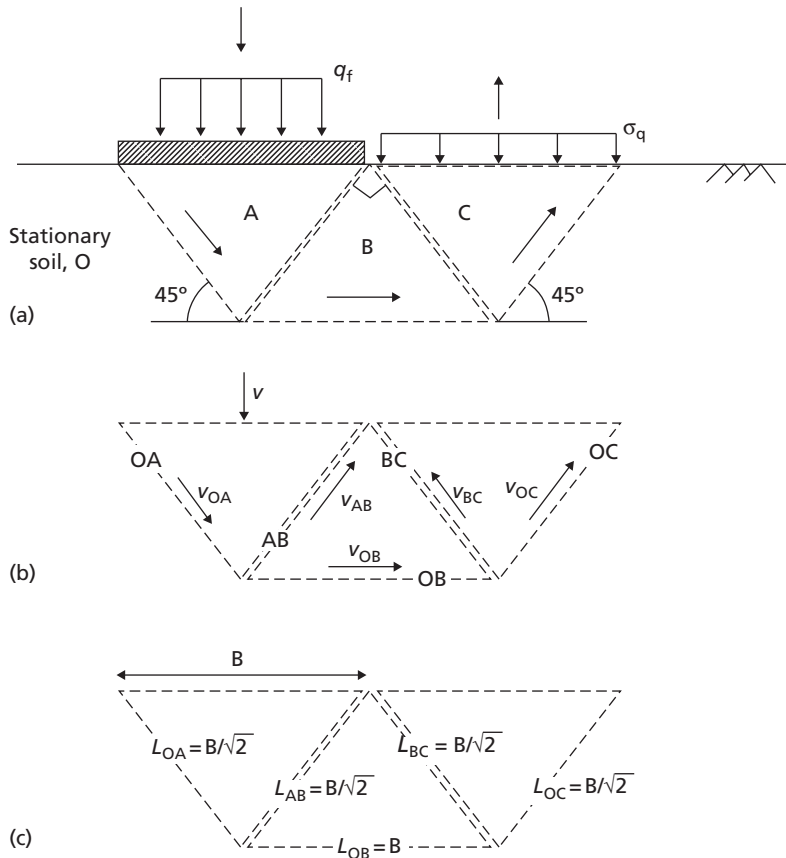 q_f
σ_q
A
C
B
Stationary
soil, O
45°
45°
(a)
v
OA
BC
OC
v_OA
v_AB
v_BC
v_OC
AB
v_OB
OB
(b)
B
L_OA = B/√2
L_BC = B/√2
L_AB = B/√2
L_OC = B/√2
L_OB = B
(c)